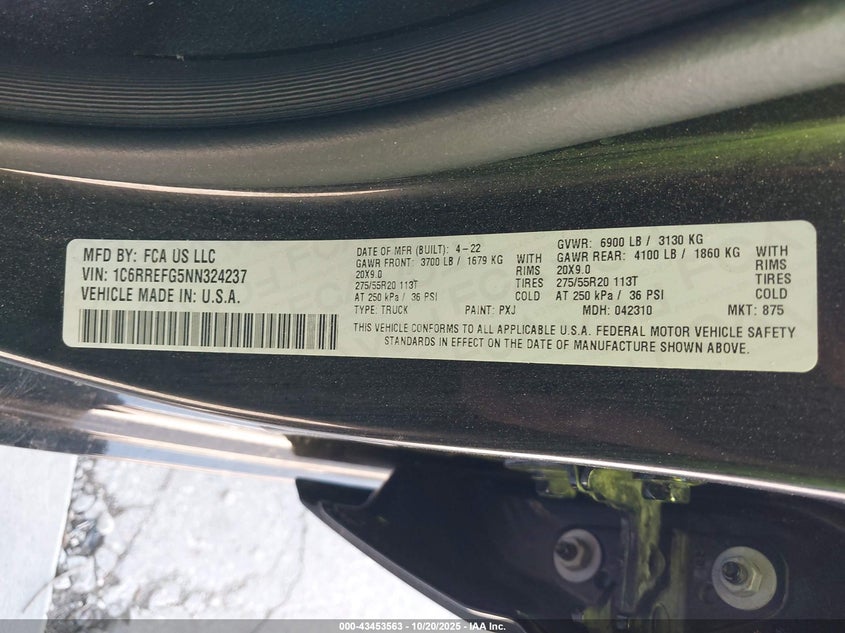 MFD BY: FCA US LLC
VIN: 1C6RREFG5NN324237
VEHICLE MADE IN U.S.A.
DATE OF MFR (BUILT): 4-22
GAWR FRONT: 3700 LB / 1679 KG WITH
20X9.0 RIMS
275/55R20 113T TIRES
AT 250 kPa / 36 PSI COLD
TYPE: TRUCK PAINT: PXJ
GVWR: 6900 LB / 3130 KG
GAWR REAR: 4100 LB / 1860 KG WITH
20X9.0 RIMS
275/55R20 113T TIRES
AT 250 kPa / 36 PSI COLD
MDH: 042310 MKT: 875
THIS VEHICLE CONFORMS TO ALL APPLICABLE U.S.A. FEDERAL MOTOR VEHICLE SAFETY
STANDARDS IN EFFECT ON THE DATE OF MANUFACTURE SHOWN ABOVE.
000-43453563 - 10/20/2025 - IAA Inc.